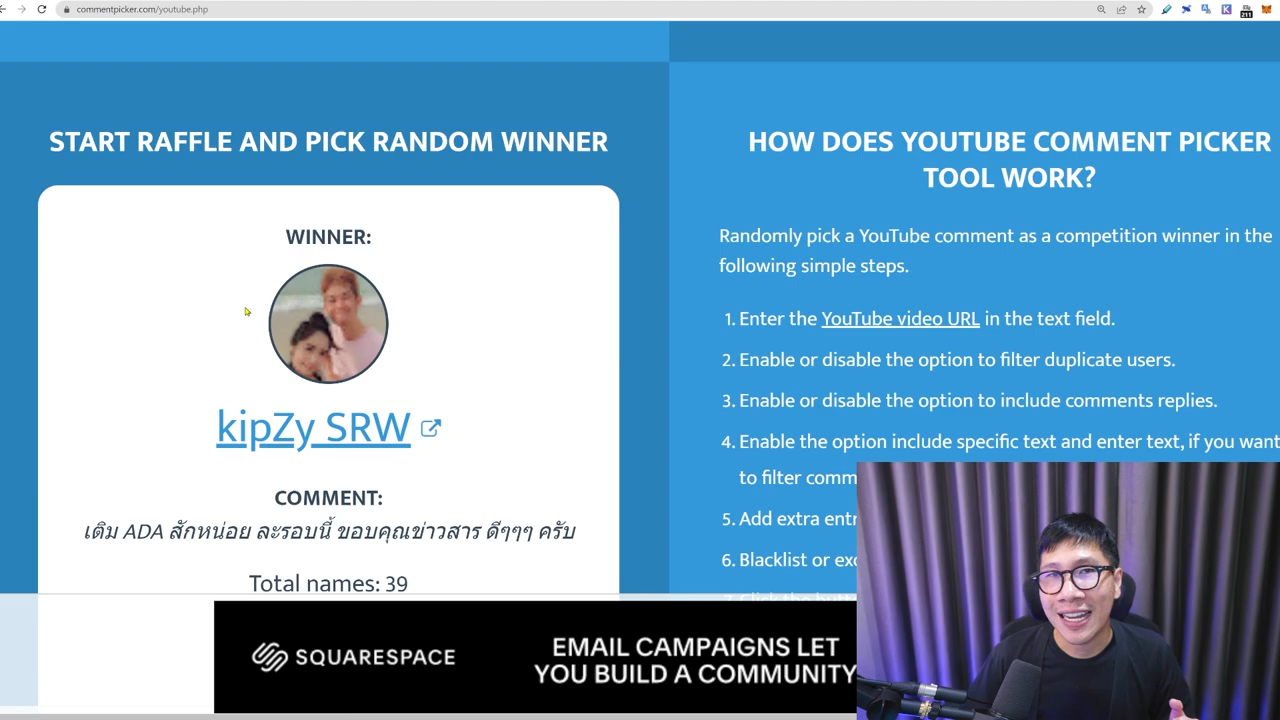 commentpicker.com/youtube.php
START RAFFLE AND PICK RANDOM WINNER
WINNER:
kipZy SRW
COMMENT:
เติม ADA สักหน่อย ละรอบนี้ ขอบคุณข่าวสาร ดีๆๆๆ ครับ
Total names: 39
HOW DOES YOUTUBE COMMENT PICKER
TOOL WORK?
Randomly pick a YouTube comment as a competition winner in the
following simple steps.
1. Enter the YouTube video URL in the text field.
2. Enable or disable the option to filter duplicate users.
3. Enable or disable the option to include comments replies.
4. Enable the option include specific text and enter text, if you want
to filter comm
5. Add extra entr
6. Blacklist or exc
7. Click the butt
SQUARESPACE
EMAIL CAMPAIGNS LET
YOU BUILD A COMMUNITY